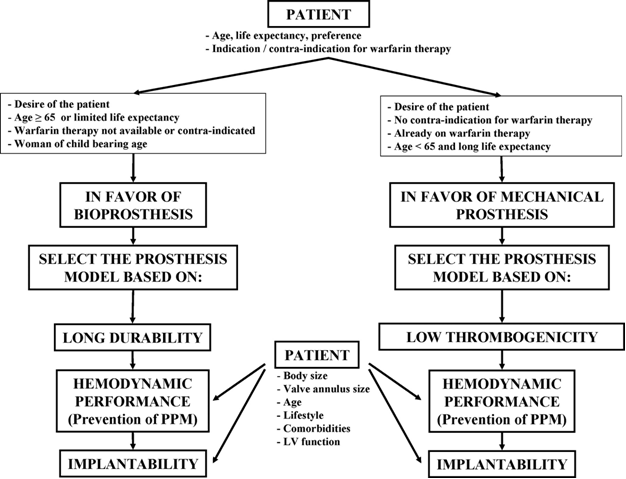 PATIENT
- Age, life expectancy, preference
- Indication / contra-indication for warfarin therapy
- Desire of the patient
- Age ≥ 65 or limited life expectancy
- Warfarin therapy not available or contra-indicated
- Woman of child bearing age
- Desire of the patient
- No contra-indication for warfarin therapy
- Already on warfarin therapy
- Age < 65 and long life expectancy
IN FAVOR OF
BIOPROSTHESIS
IN FAVOR OF MECHANICAL
PROSTHESIS
SELECT THE PROSTHESIS
MODEL BASED ON:
SELECT THE PROSTHESIS
MODEL BASED ON:
LONG DURABILITY
LOW THROMBOGENICITY
PATIENT
- Body size
- Valve annulus size
- Age
- Lifestyle
- Comorbidities
- LV function
HEMODYNAMIC
PERFORMANCE
(Prevention of PPM)
HEMODYNAMIC
PERFORMANCE
(Prevention of PPM)
IMPLANTABILITY
IMPLANTABILITY